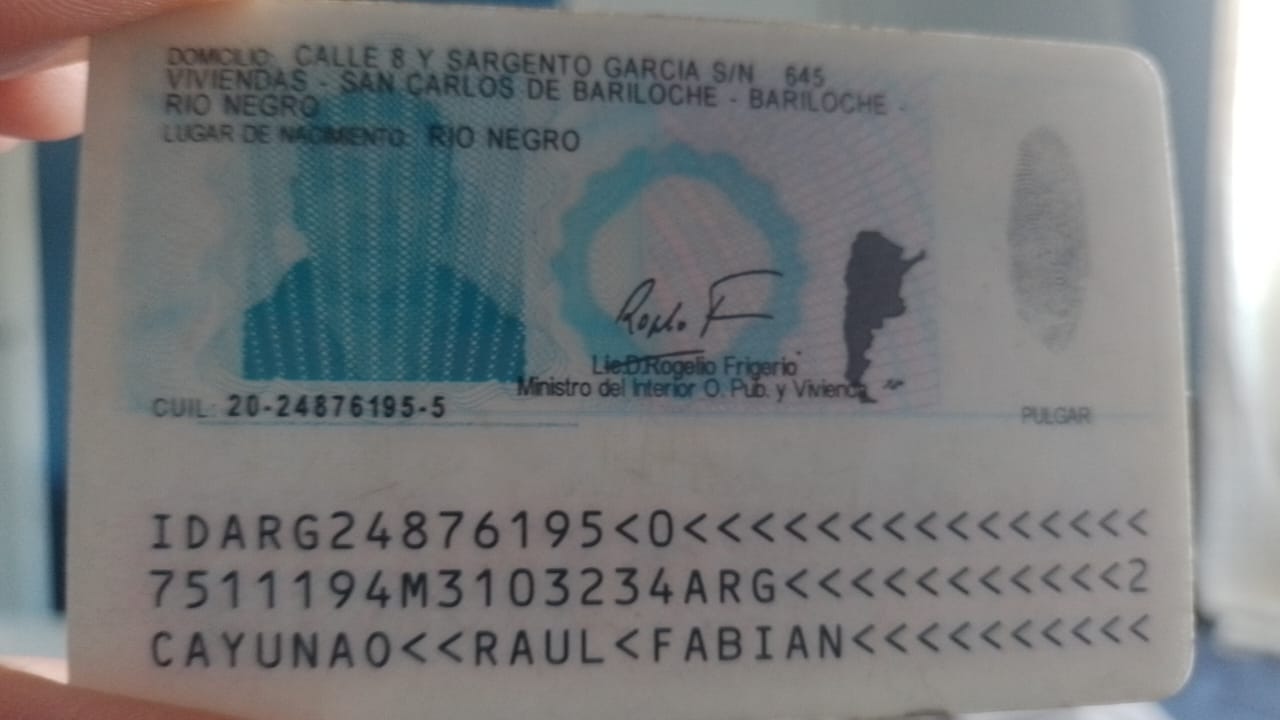 DOMICILIO: CALLE 8 Y SARGENTO GARCIA S/N 645
VIVIENDAS - SAN CARLOS DE BARILOCHE - BARILOCHE -
RIO NEGRO
LUGAR DE NACIMIENTO: RIO NEGRO
Lic.D.Rogelio Frigerio
Ministro del Interior O. Pub. y Vivienda
CUIL: 20-24876195-5
PULGAR
IDARG24876195<0<<<<<<<<<<<<<<<
7511194M3103234ARG<<<<<<<<<<<2
CAYUNAO<<RAUL<FABIAN<<<<<<<<<<